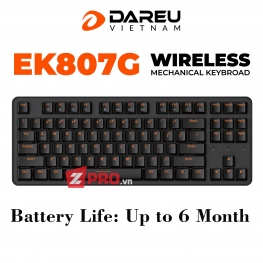 DAREU
VIETNAM
EK807G WIRELESS
MECHANICAL KEYBROAD
ZPRO.vn
Battery Life: Up to 6 Month